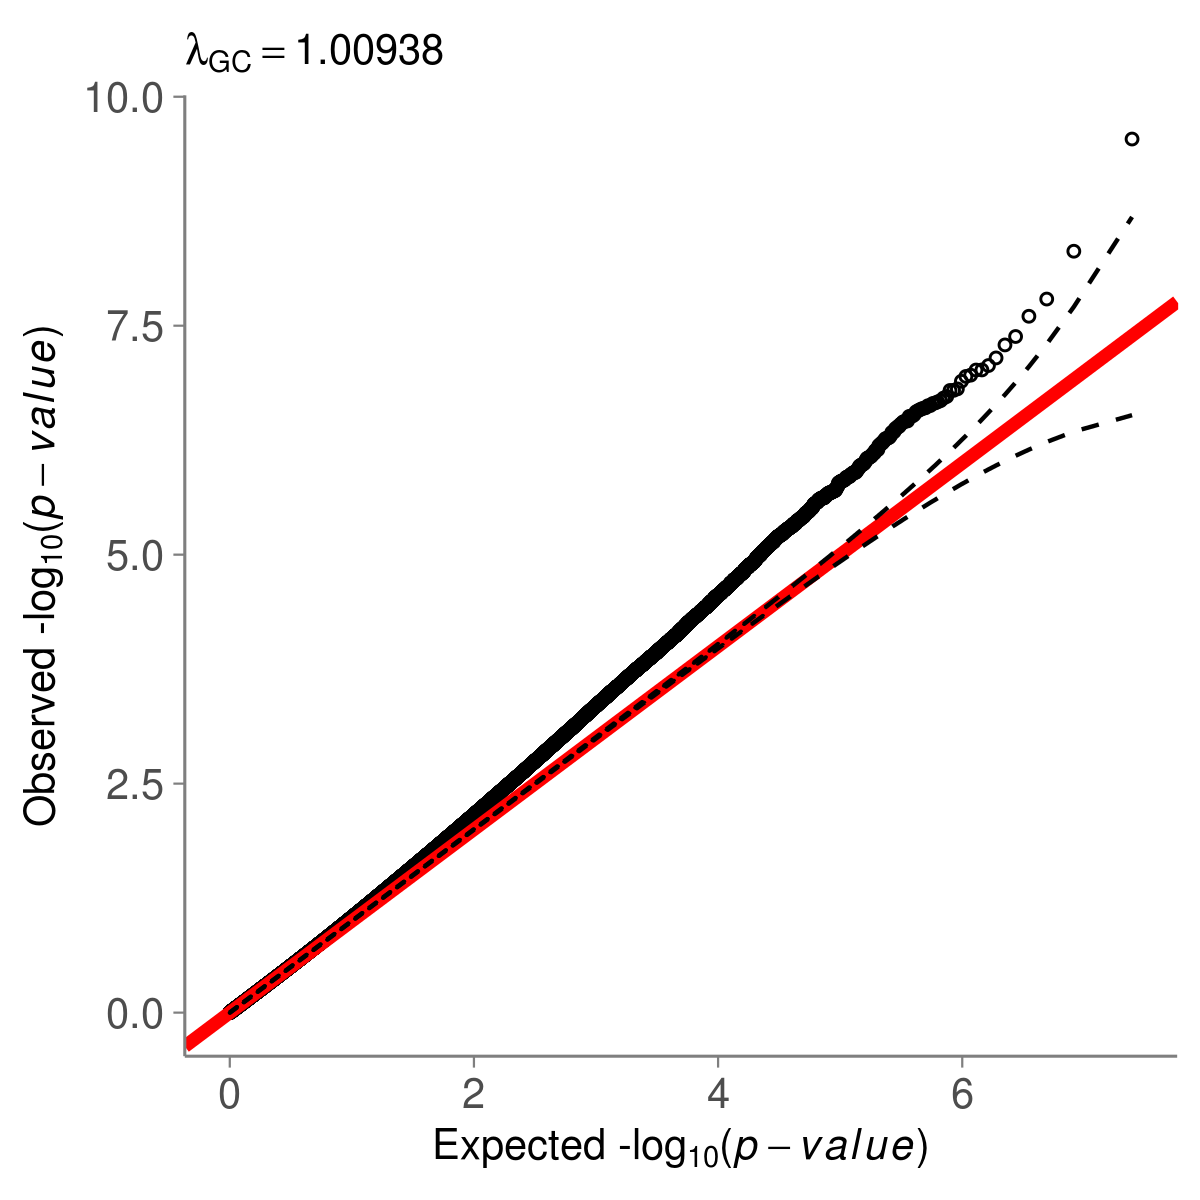 λGC = 1.00938
10.0
7.5
5.0
2.5
0.0
Observed -log10(p − value)
0 2 4 6
Expected -log10(p − value)